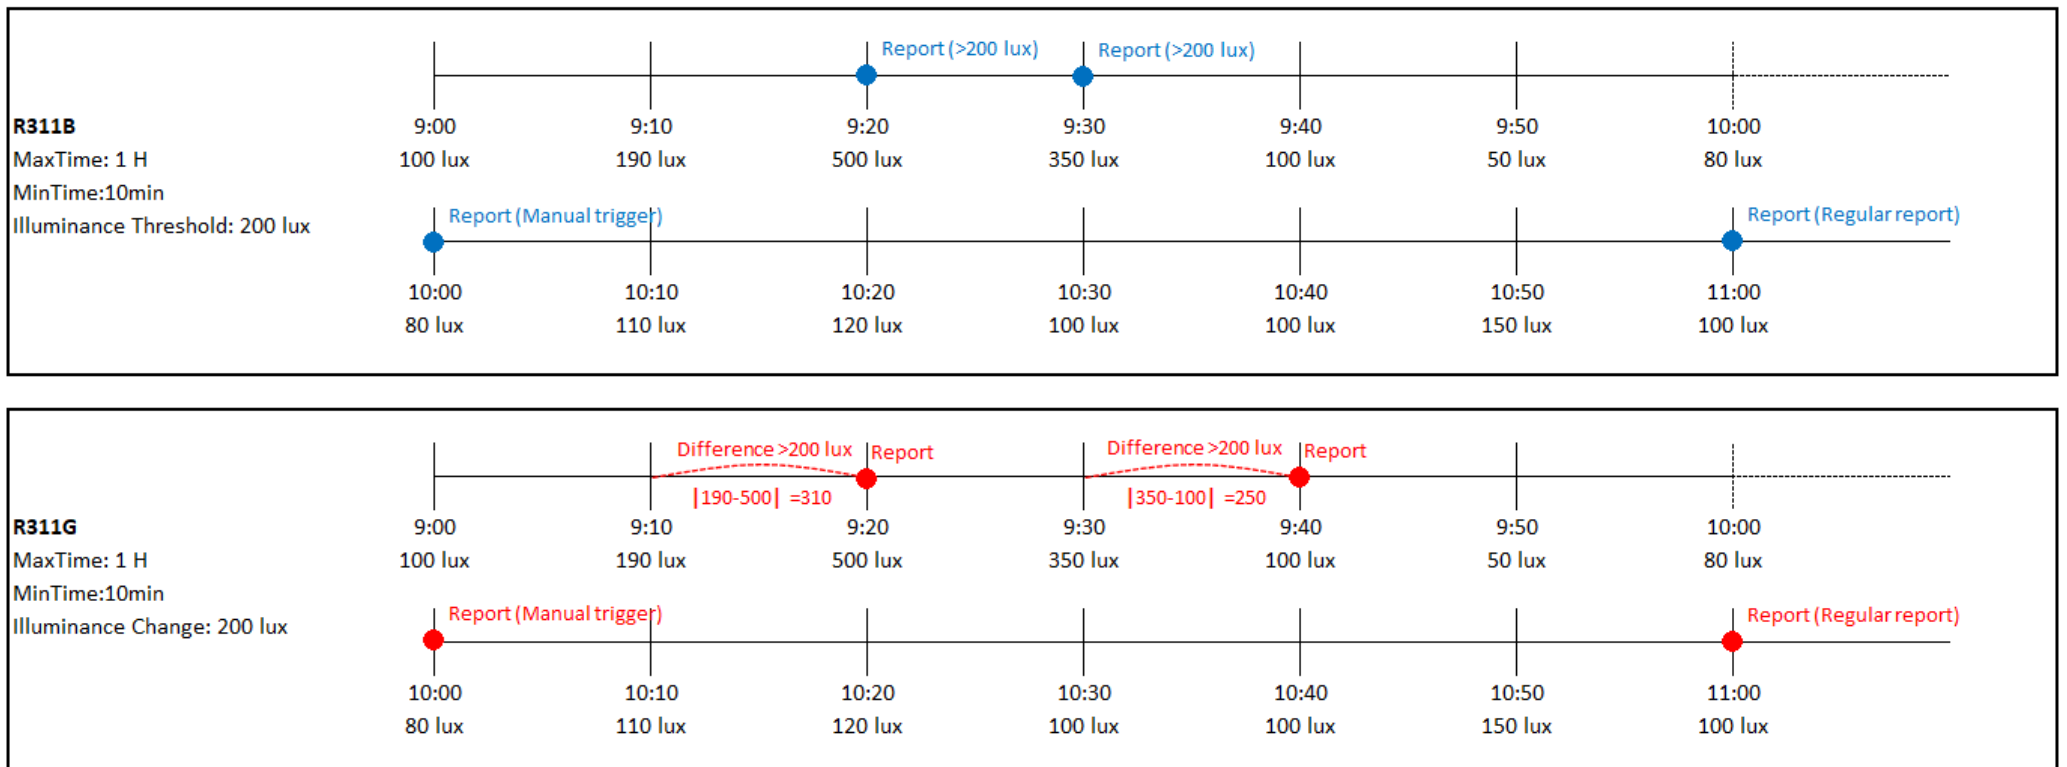 Report (>200 lux) Report (>200 lux)
R311B
MaxTime: 1 H
MinTime:10min
Illuminance Threshold: 200 lux
9:00 9:10 9:20 9:30 9:40 9:50 10:00
100 lux 190 lux 500 lux 350 lux 100 lux 50 lux 80 lux
Report (Manual trigger) Report (Regular report)
10:00 10:10 10:20 10:30 10:40 10:50 11:00
80 lux 110 lux 120 lux 100 lux 100 lux 150 lux 100 lux
Difference >200 lux Report Difference >200 lux Report
|190-500| =310 |350-100| =250
R311G
MaxTime: 1 H
MinTime:10min
Illuminance Change: 200 lux
9:00 9:10 9:20 9:30 9:40 9:50 10:00
100 lux 190 lux 500 lux 350 lux 100 lux 50 lux 80 lux
Report (Manual trigger) Report (Regular report)
10:00 10:10 10:20 10:30 10:40 10:50 11:00
80 lux 110 lux 120 lux 100 lux 100 lux 150 lux 100 lux